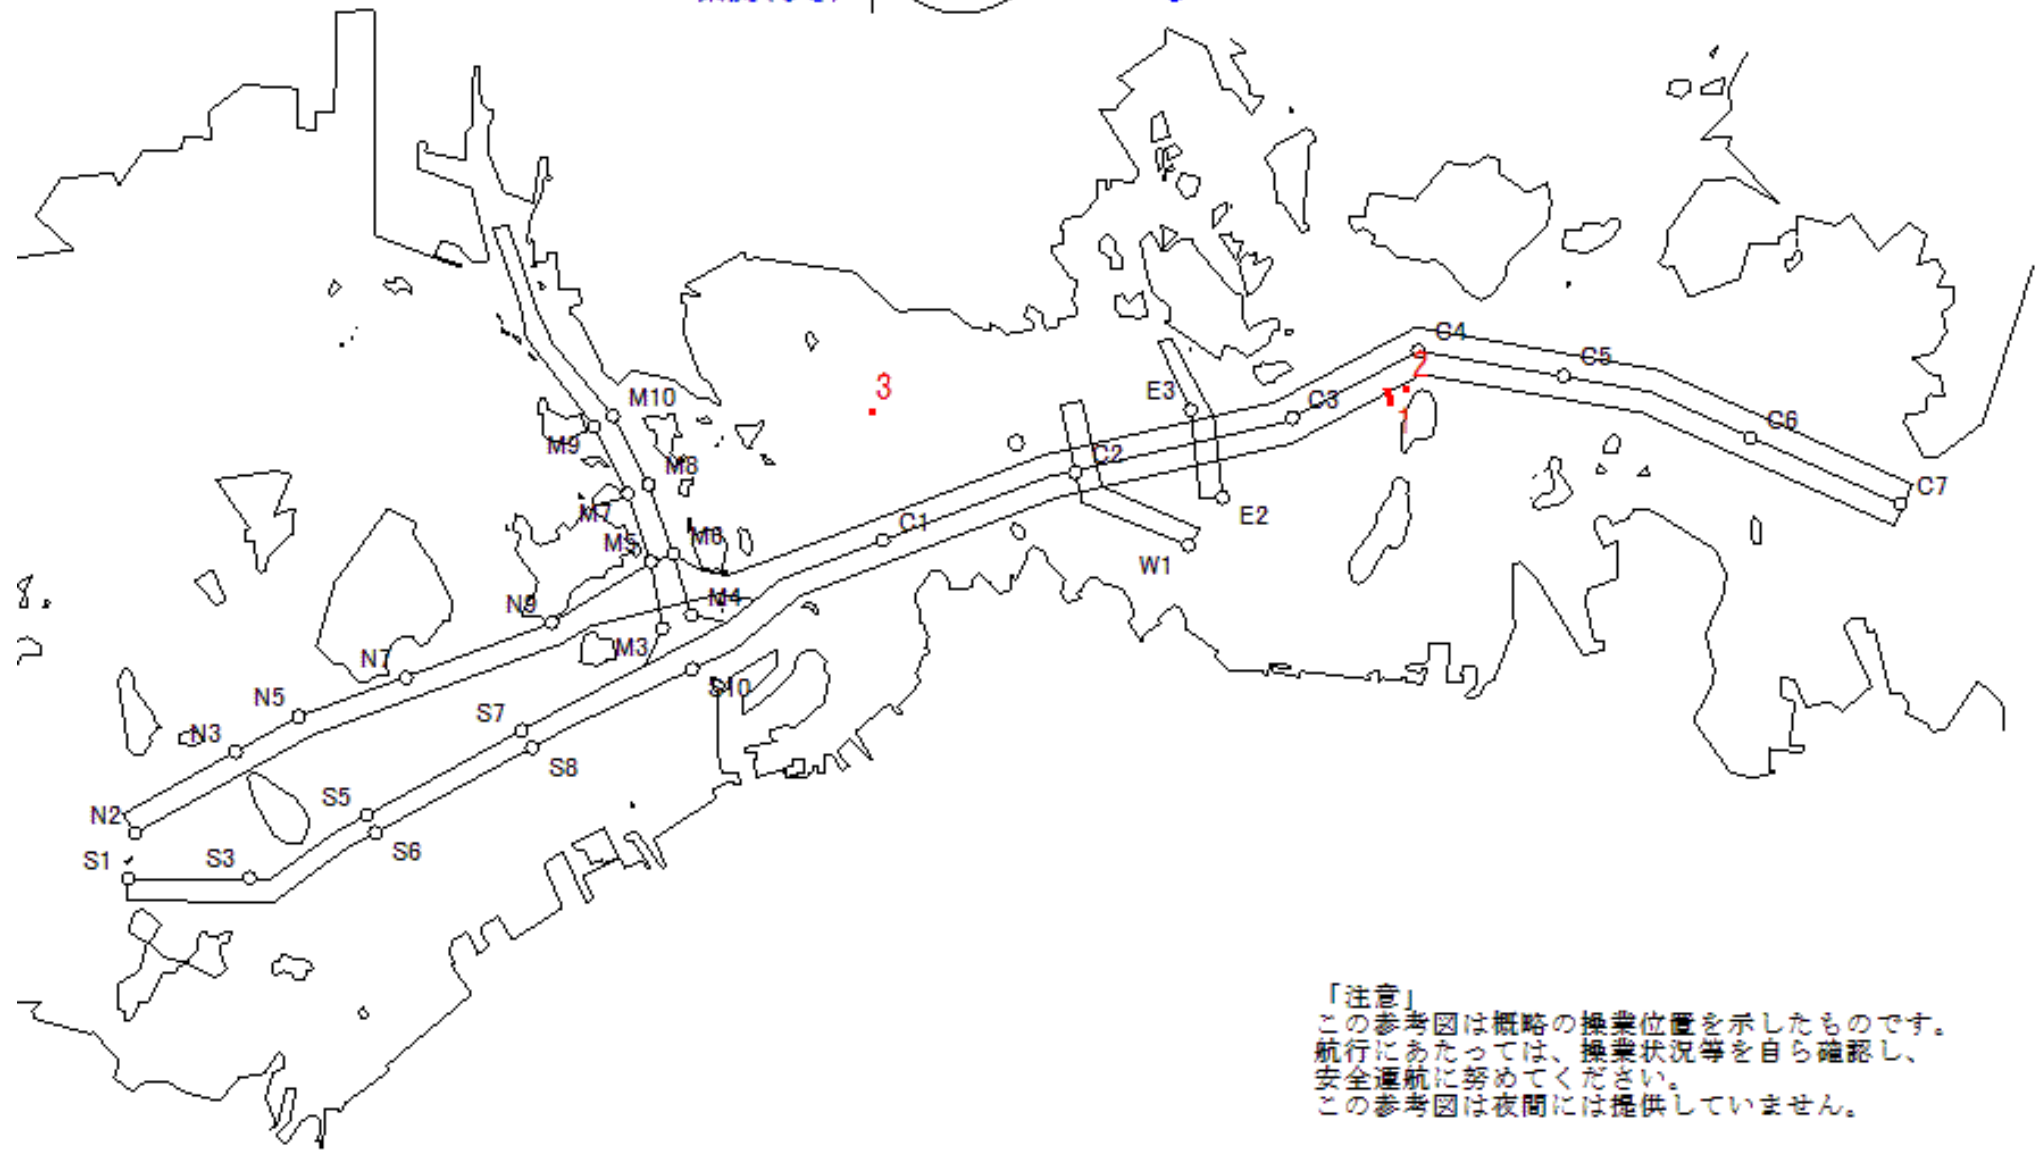 C4
2
C5
3
E3
M10
C3
1
C6
M9
C2
M8
C7
M7
E2
C1
M5
M6
W1
N9
M4
M3
N7
S10
N5
S7
N3
S8
S5
N2
S6
S1
S3
「注意」
この参考図は概略の操業位置を示したものです。
航行にあたっては、操業状況等を自ら確認し、
安全運航に努めてください。
この参考図は夜間には提供していません。